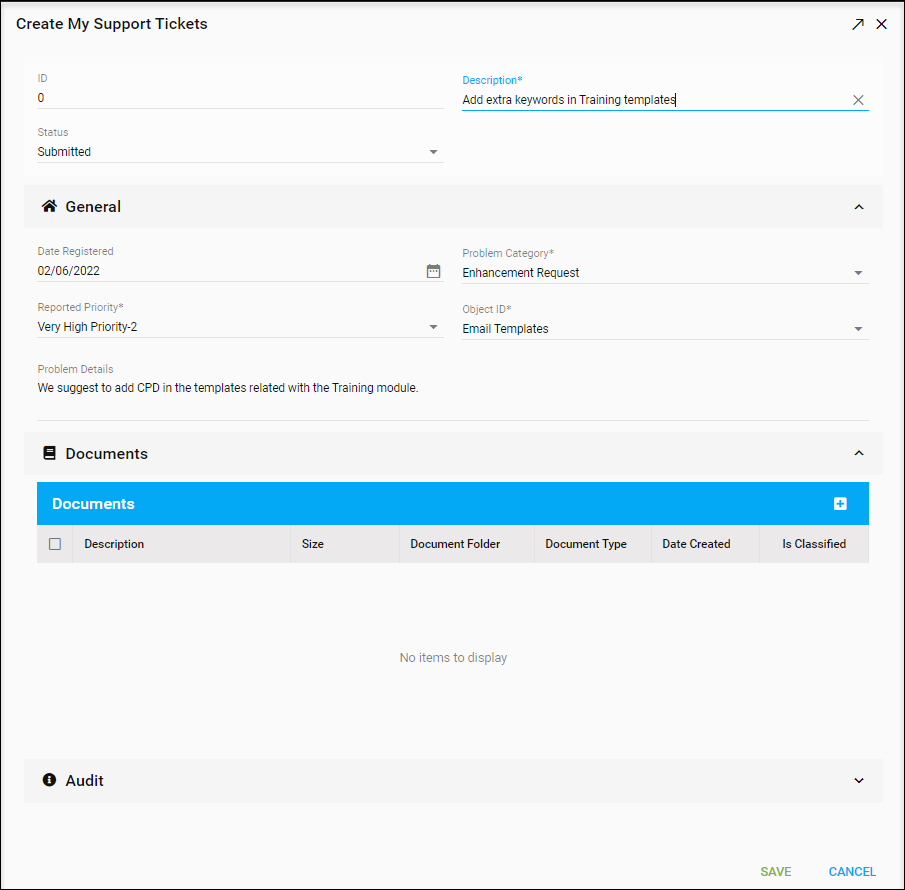 Create My Support Tickets
ID
0
Description*
Add extra keywords in Training templates
Status
Submitted
General
Date Registered
02/06/2022
Problem Category*
Enhancement Request
Reported Priority*
Very High Priority-2
Object ID*
Email Templates
Problem Details
We suggest to add CPD in the templates related with the Training module.
Documents
Documents
Description Size Document Folder Document Type Date Created Is Classified
No items to display
Audit
SAVE CANCEL